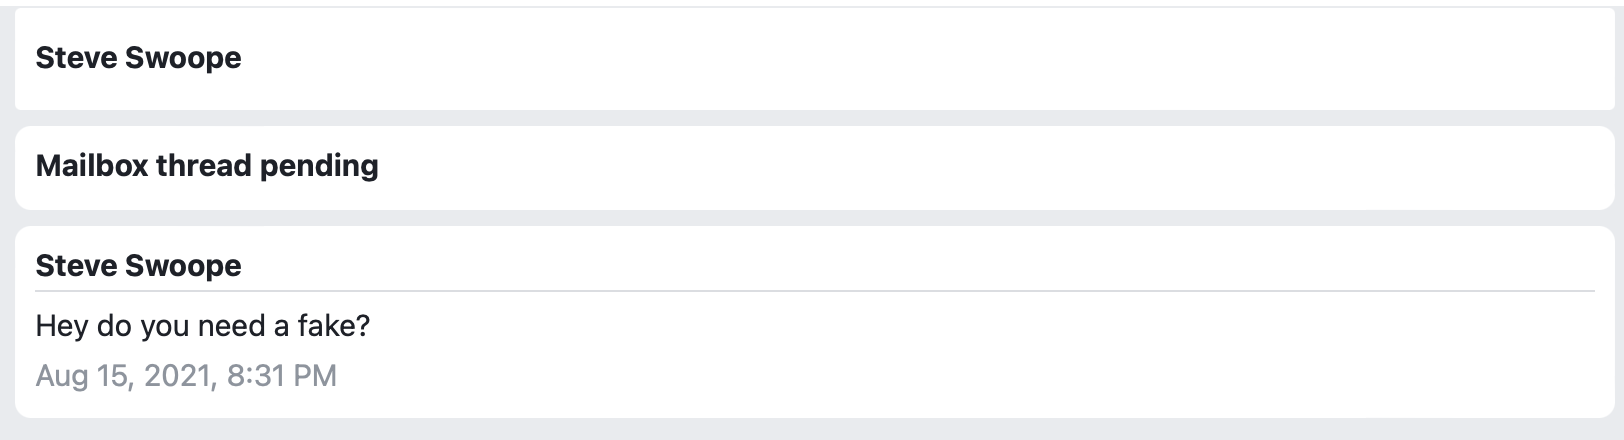 Steve Swoope
Mailbox thread pending
Steve Swoope
Hey do you need a fake?
Aug 15, 2021, 8:31 PM